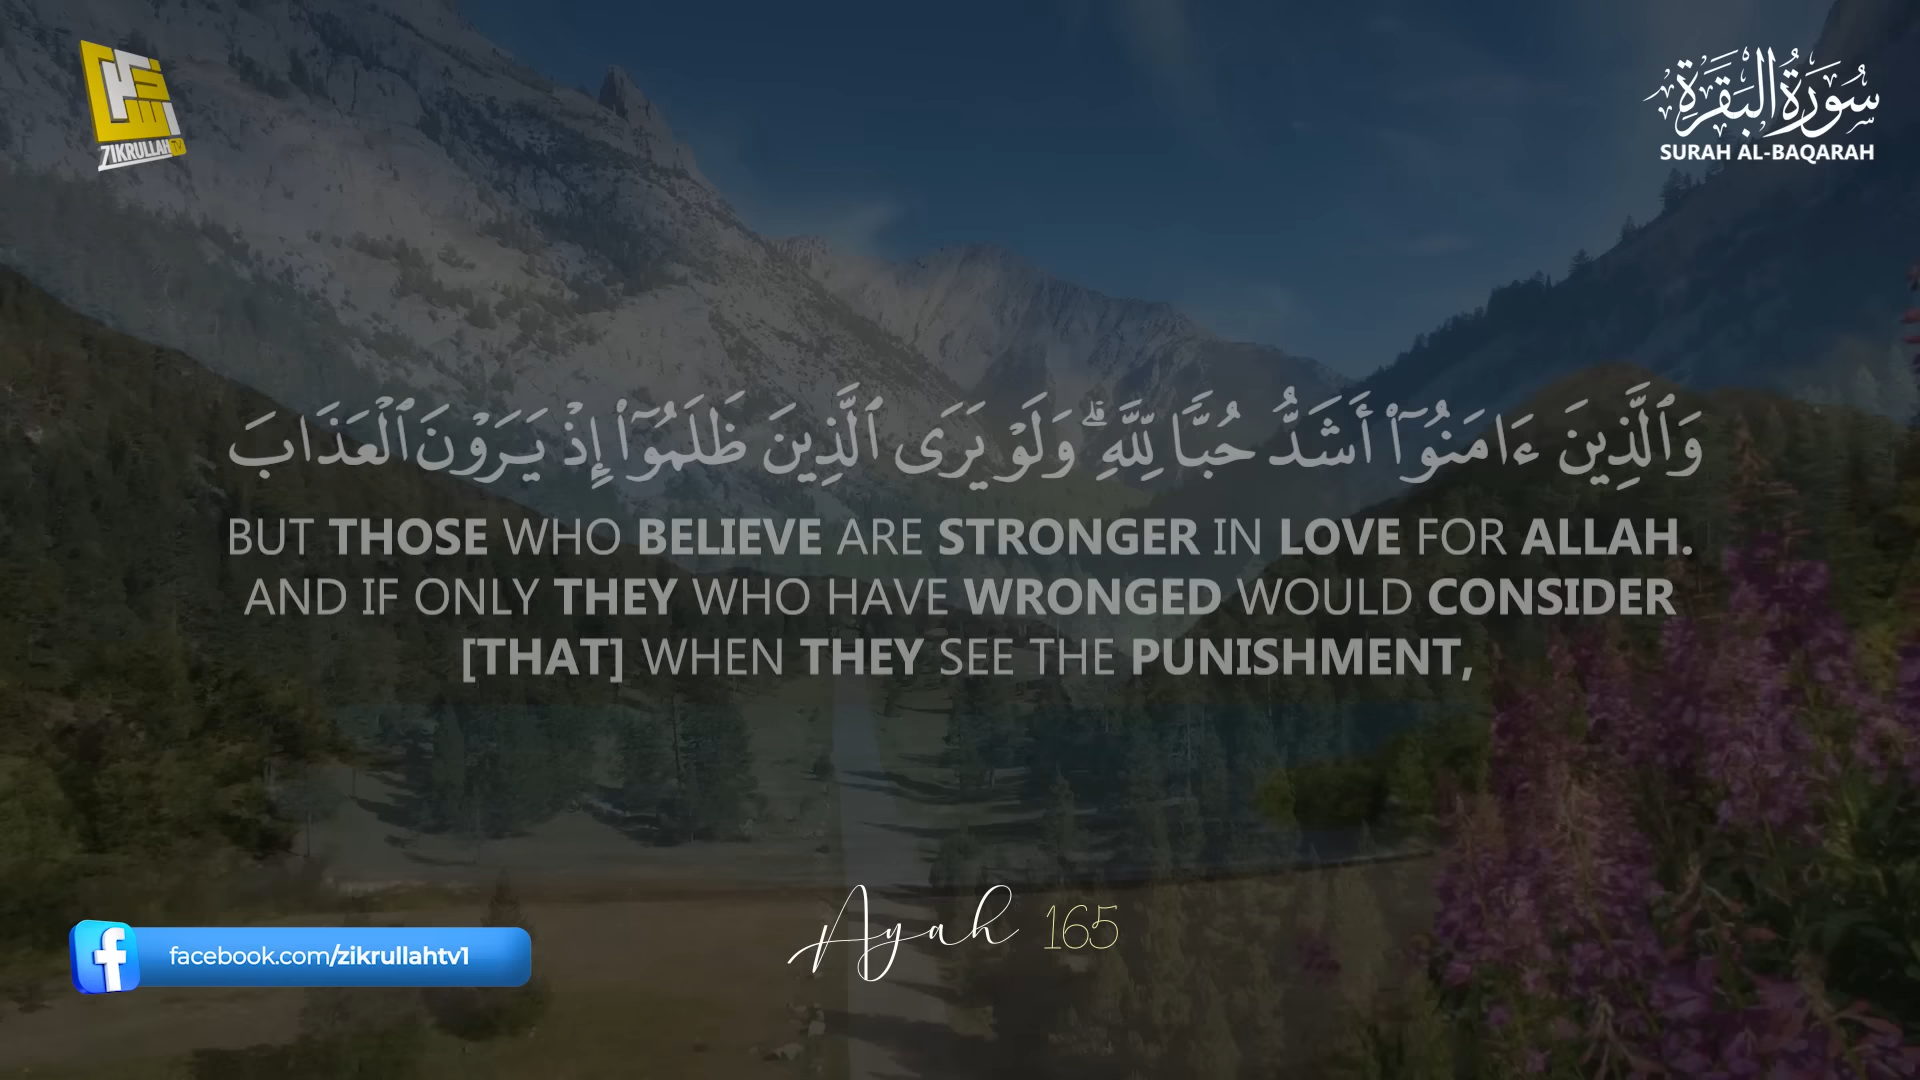 ذكر الله
ZIKRULLAH TV
سُورَةُ البَقَرَةِ
SURAH AL-BAQARAH
وَٱلَّذِينَ ءَامَنُوٓا۟ أَشَدُّ حُبًّا لِّلَّهِ ۗ وَلَوْ يَرَى ٱلَّذِينَ ظَلَمُوٓا۟ إِذْ يَرَوْنَ ٱلْعَذَابَ
BUT THOSE WHO BELIEVE ARE STRONGER IN LOVE FOR ALLAH.
AND IF ONLY THEY WHO HAVE WRONGED WOULD CONSIDER
[THAT] WHEN THEY SEE THE PUNISHMENT,
Ayah 165
facebook.com/zikrullahtv1